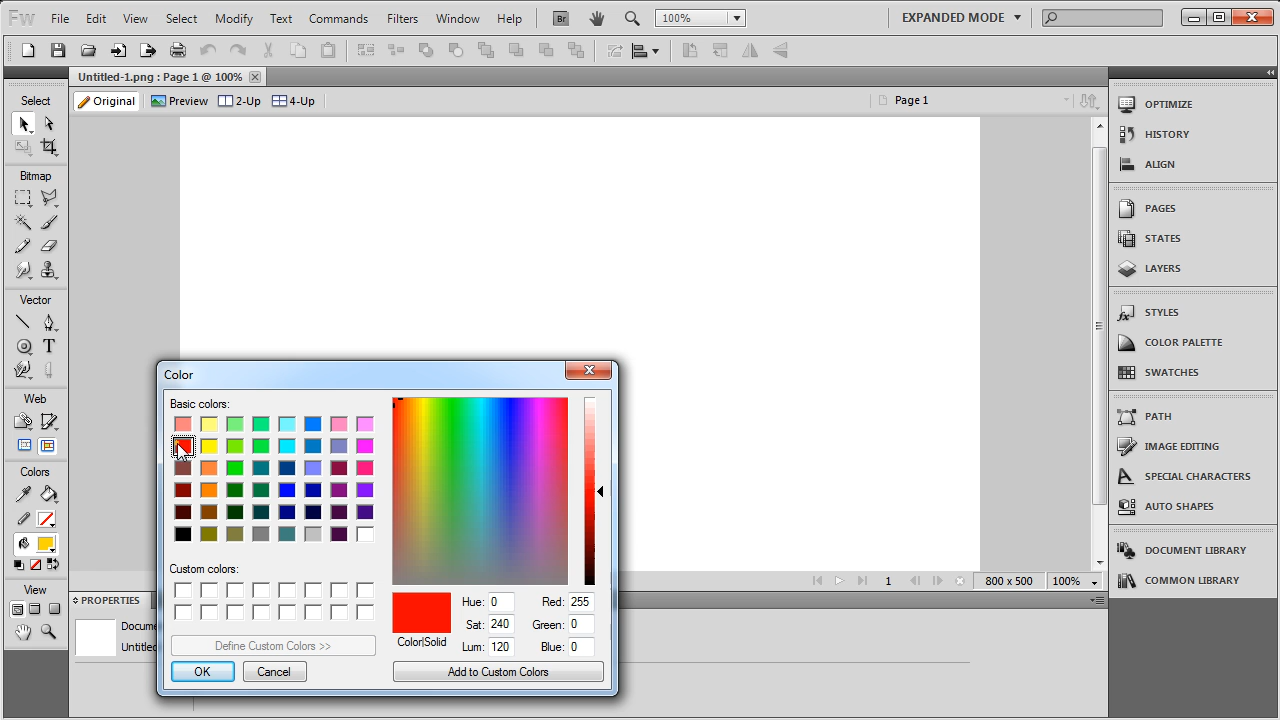 Fw File Edit View Select Modify Text Commands Filters Window Help Br 100% EXPANDED MODE
Untitled-1.png : Page 1 @ 100%
Original Preview 2-Up 4-Up Page 1
Select
Bitmap
Vector
T
Web
Colors
View
OPTIMIZE
HISTORY
ALIGN
PAGES
STATES
LAYERS
STYLES
COLOR PALETTE
SWATCHES
PATH
IMAGE EDITING
SPECIAL CHARACTERS
AUTO SHAPES
DOCUMENT LIBRARY
COMMON LIBRARY
Color
Basic colors:
Custom colors:
Define Custom Colors >>
OK Cancel
Color|Solid
Hue: 0 Red: 255
Sat: 240 Green: 0
Lum: 120 Blue: 0
Add to Custom Colors
1 800 x 500 100%
PROPERTIES
Docume
Untitled